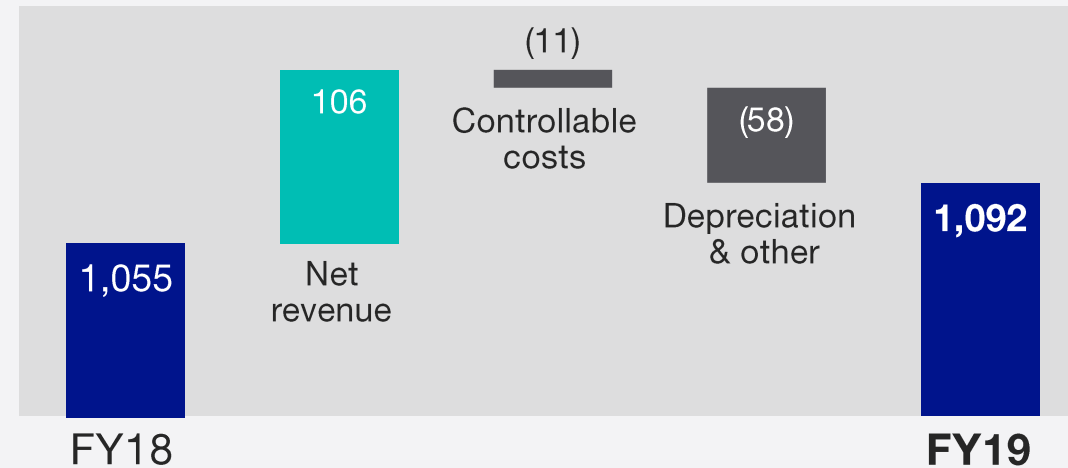 1,055
FY18
106
Net
revenue
(11)
Controllable
costs
(58)
Depreciation
& other
1,092
FY19